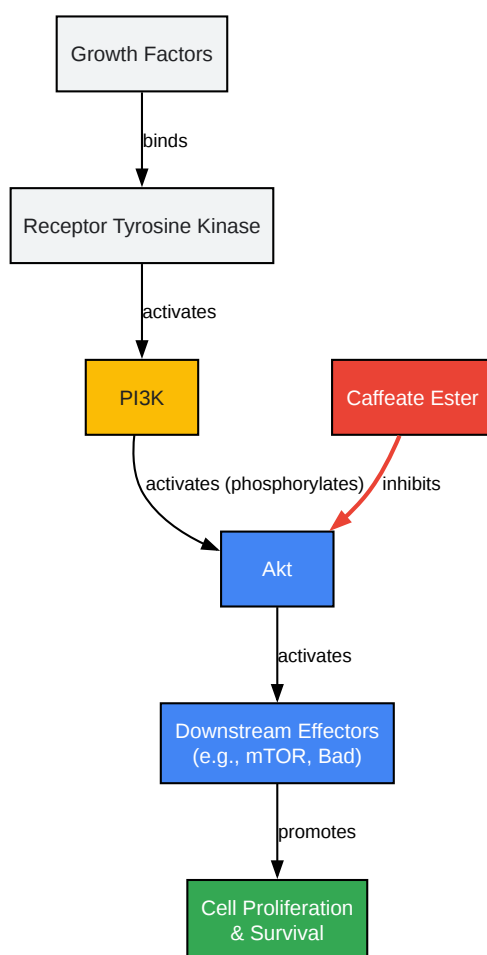 Growth Factors
binds
Receptor Tyrosine Kinase
activates
PI3K
Caffeate Ester
activates (phosphorylates)
inhibits
Akt
activates
Downstream Effectors
(e.g., mTOR, Bad)
promotes
Cell Proliferation
& Survival